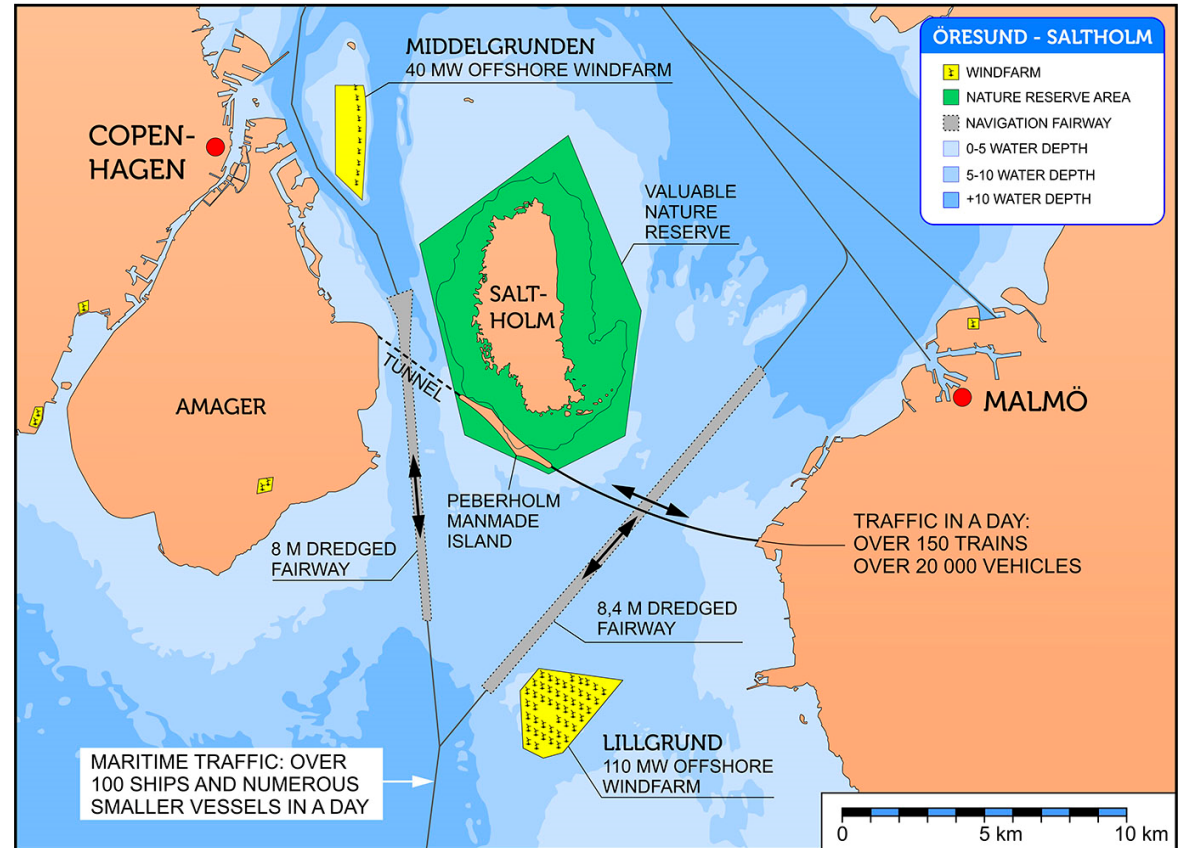 MIDDELGRUNDEN
40 MW OFFSHORE WINDFARM
ÖRESUND - SALTHOLM
WINDFARM
NATURE RESERVE AREA
NAVIGATION FAIRWAY
0-5 WATER DEPTH
5-10 WATER DEPTH
+10 WATER DEPTH
COPEN-
HAGEN
VALUABLE
NATURE
RESERVE
SALT-
HOLM
TUNNEL
AMAGER
MALMÖ
PEBERHOLM
MANMADE
ISLAND
8 M DREDGED
FAIRWAY
TRAFFIC IN A DAY:
OVER 150 TRAINS
OVER 20 000 VEHICLES
8,4 M DREDGED
FAIRWAY
LILLGRUND
110 MW OFFSHORE
WINDFARM
MARITIME TRAFFIC: OVER
100 SHIPS AND NUMEROUS
SMALLER VESSELS IN A DAY
0 5 km 10 km